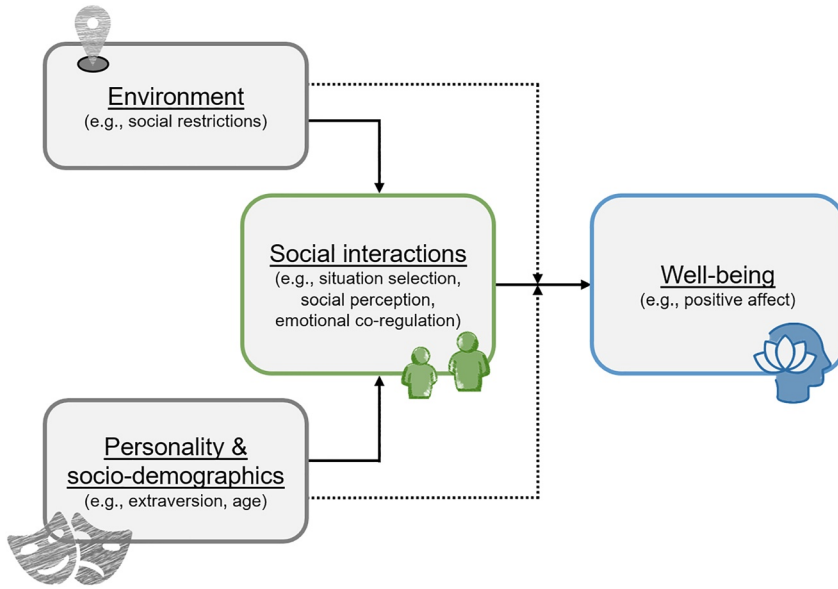 Environment
(e.g., social restrictions)
Social interactions
(e.g., situation selection,
social perception,
emotional co-regulation)
Well-being
(e.g., positive affect)
Personality &
socio-demographics
(e.g., extraversion, age)